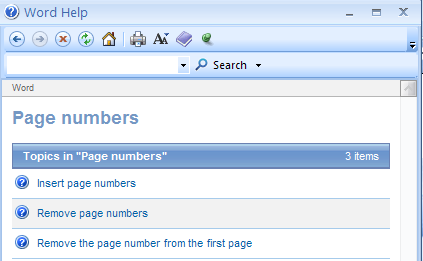 Word Help
Search
Word
Page numbers
Topics in "Page numbers" 3 items
Insert page numbers
Remove page numbers
Remove the page number from the first page